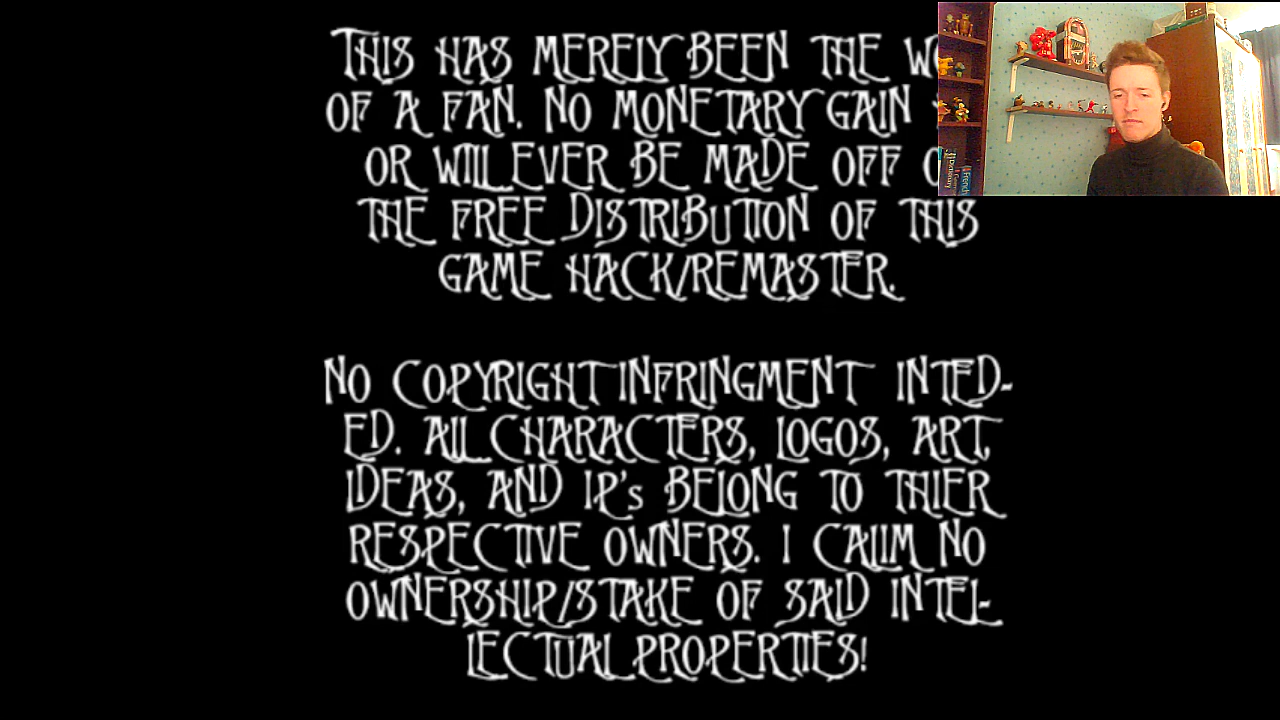 THIS HAS MERELY BEEN THE
OF A FAN. NO MONETARY GAIN
OR WILL EVER BE MADE OFF
THE FREE DISTRIBUTION OF THIS
GAME HACK/REMASTER.
NO COPYRIGHT INFRINGMENT INTED-
ED. ALL CHARACTERS, LOGOS, ART,
IDEAS, AND IP's BELONG TO THIER
RESPECTIVE OWNERS. I CALIM NO
OWNERSHIP/STAKE OF SAID INTEL-
LECTUAL PROPERTIES!